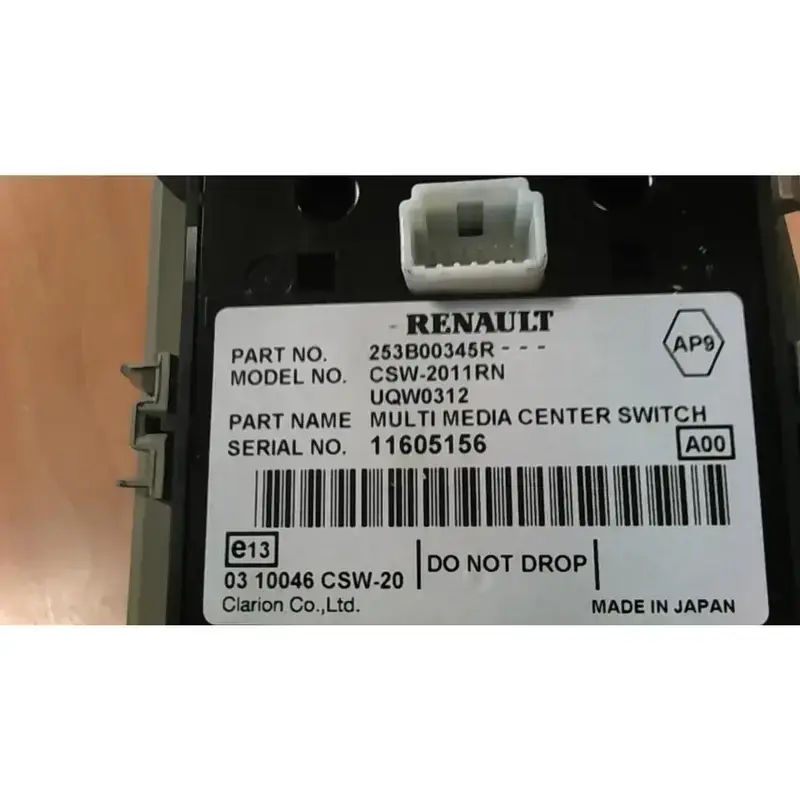 - RENAULT
PART NO. 253B00345R - - -
MODEL NO. CSW-2011RN
UQW0312
AP9
PART NAME MULTI MEDIA CENTER SWITCH
SERIAL NO. 11605156
A00
e13
03 10046 CSW-20
DO NOT DROP
Clarion Co.,Ltd.
MADE IN JAPAN